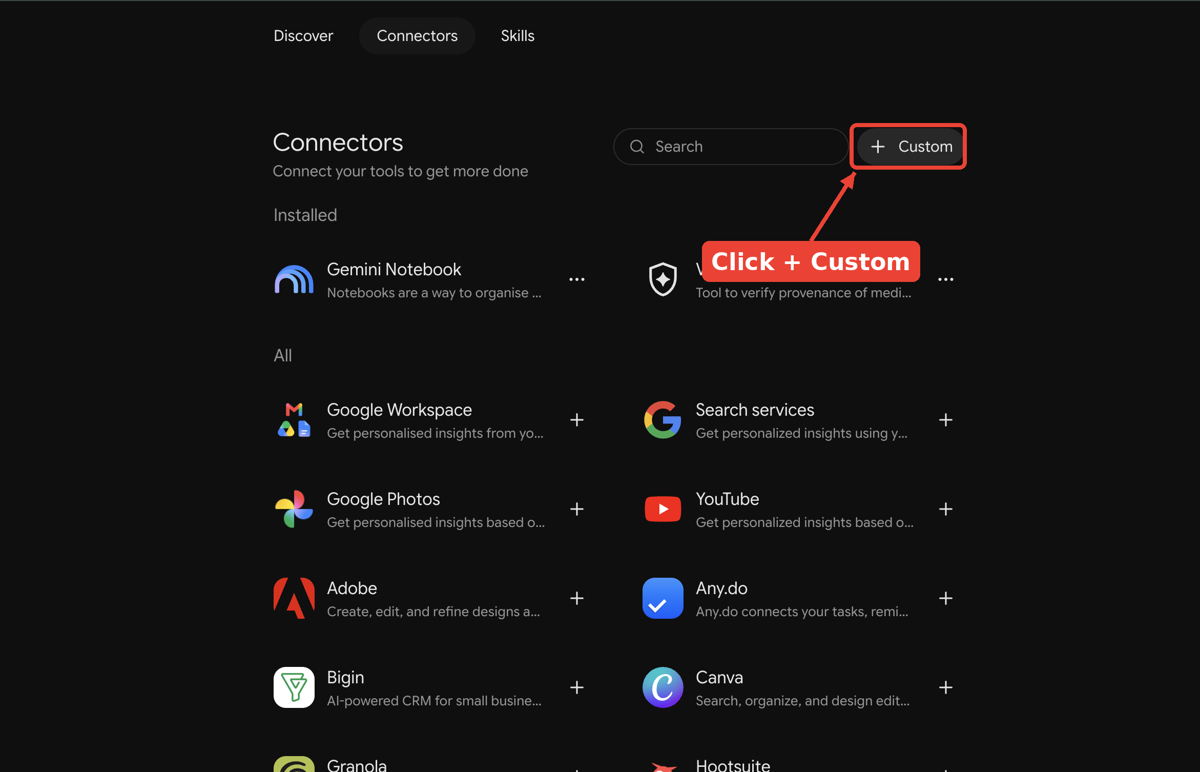 Discover
Connectors
Skills
Connectors
Search
+ Custom
Connect your tools to get more done
Installed
Click + Custom
Gemini Notebook
Notebooks are a way to organise ...
Tool to verify provenance of medi...
All
Google Workspace
Get personalised insights from yo...
Search services
Get personalized insights using y...
Google Photos
Get personalised insights based o...
YouTube
Get personalized insights based o...
Adobe
Create, edit, and refine designs a...
Any.do
Any.do connects your tasks, remi...
Bigin
AI-powered CRM for small busine...
Canva
Search, organize, and design edit...
Granola
Hootsuite